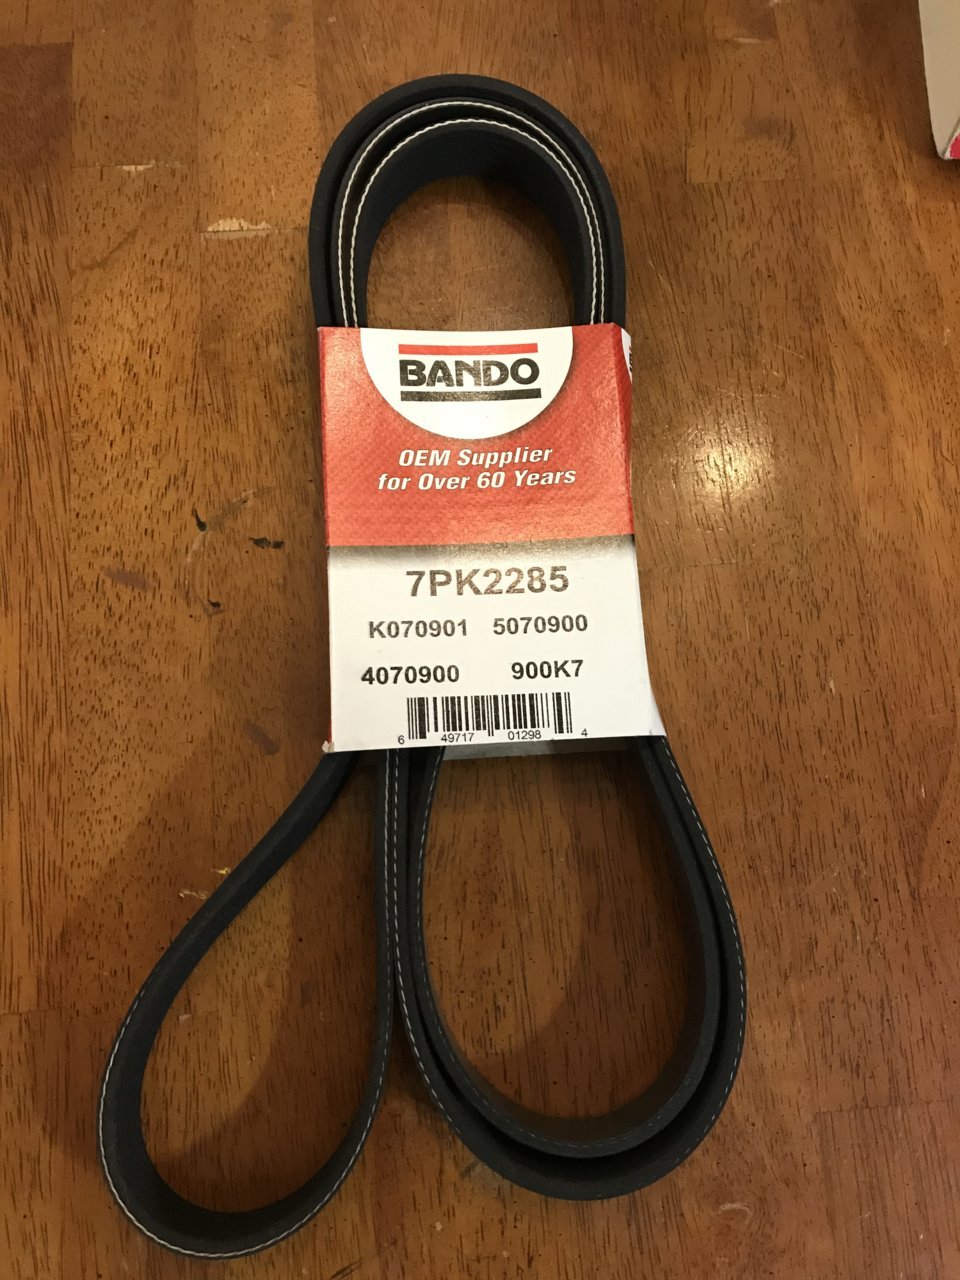 BANDO
OEM Supplier
for Over 60 Years
7PK2285
K070901 5070900
4070900 900K7
6 49717 01298 4